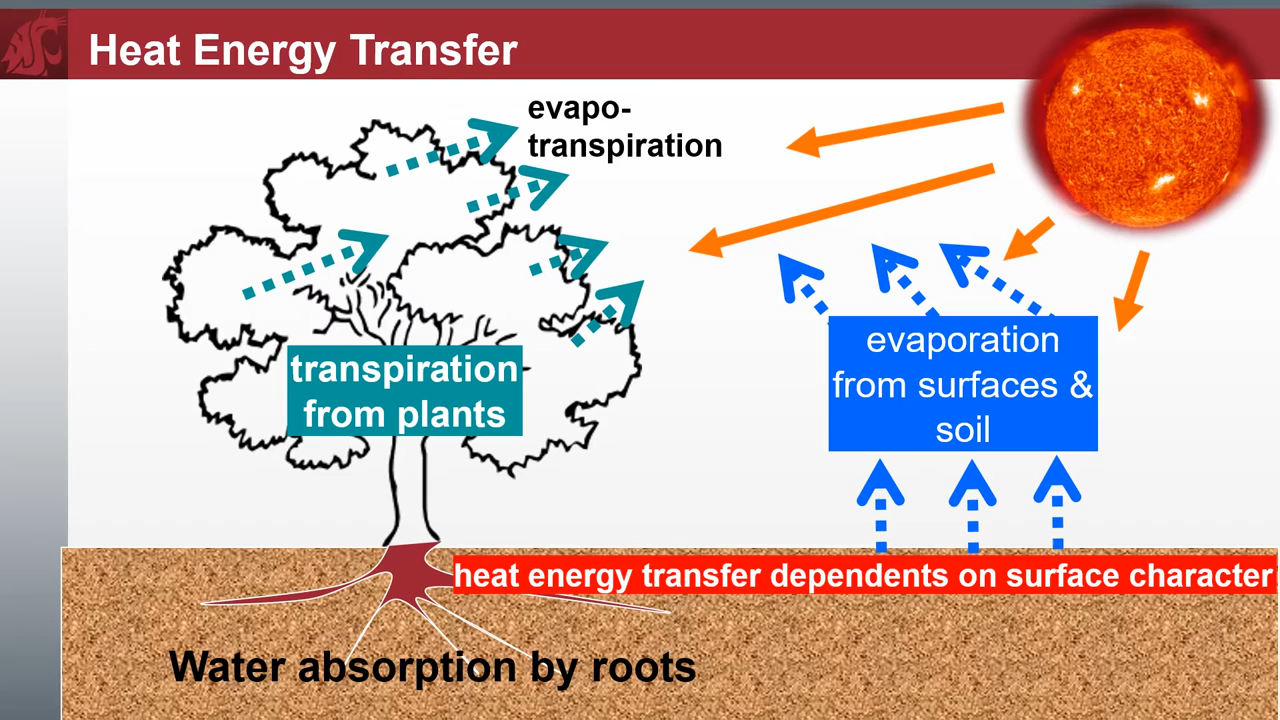 Heat Energy Transfer
evapo-
transpiration
transpiration
from plants
evaporation
from surfaces &
soil
heat energy transfer dependents on surface character
Water absorption by roots